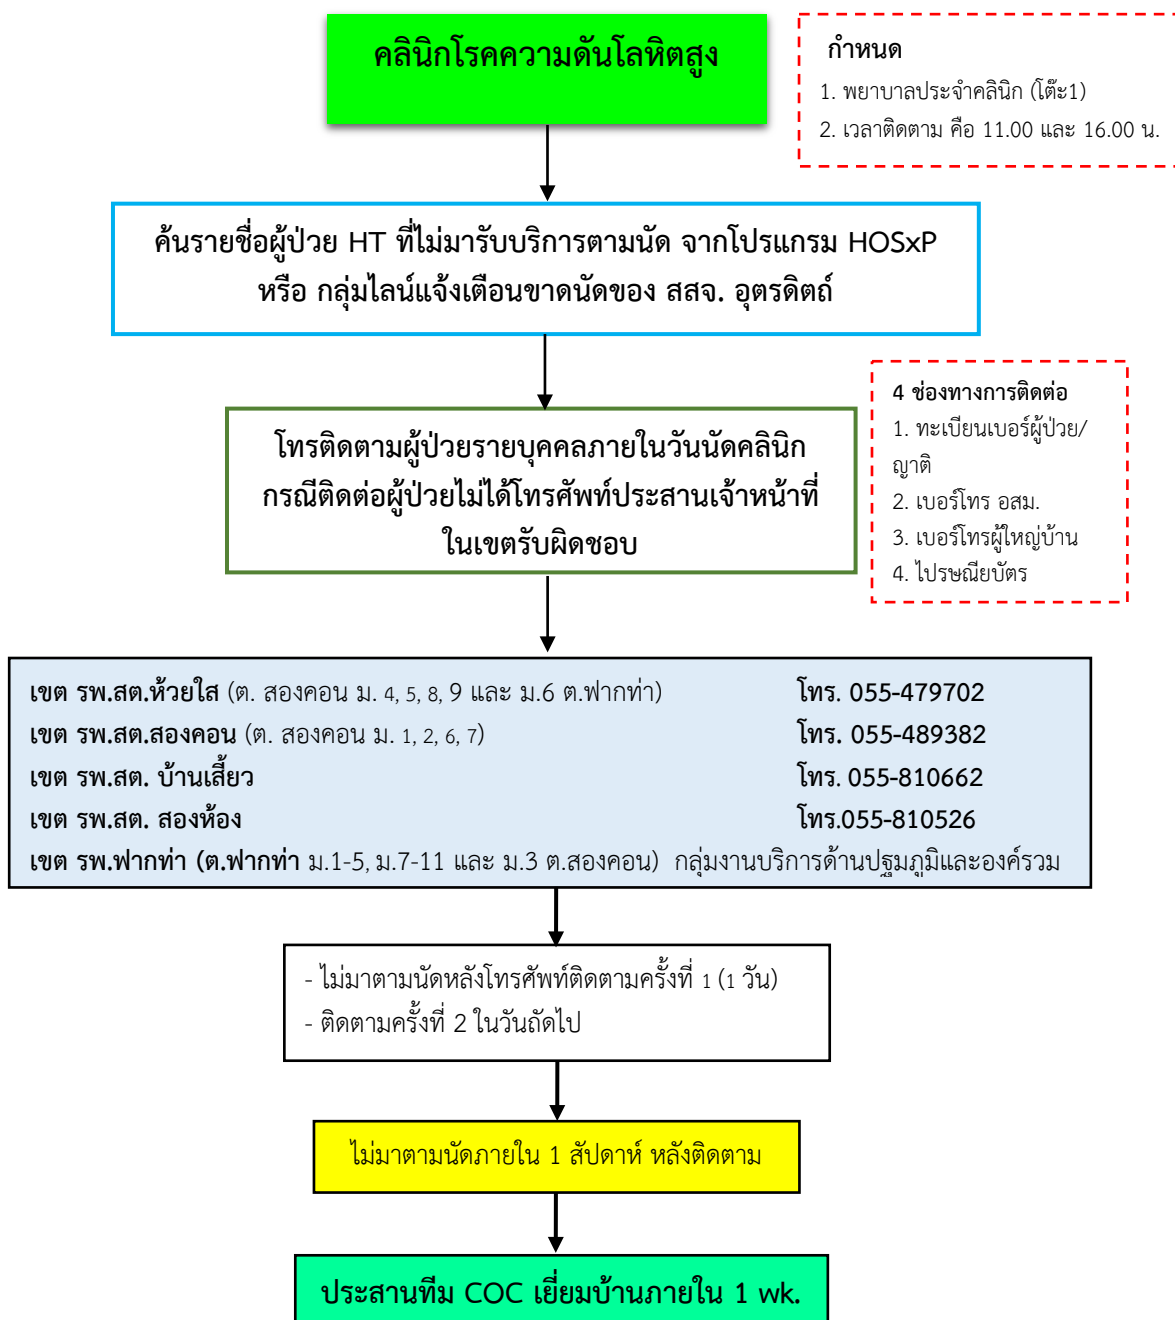 คลินิกโรคความดันโลหิตสูง
กำหนด
1. พยาบาลประจำคลินิก (โต๊ะ1)
2. เวลาติดตาม คือ 11.00 และ 16.00 น.
ค้นรายชื่อผู้ป่วย HT ที่ไม่มารับบริการตามนัด จากโปรแกรม HOSxP
หรือ กลุ่มไลน์แจ้งเตือนขาดนัดของ สสจ. อุตรดิตถ์
4 ช่องทางการติดต่อ
1. ทะเบียนเบอร์ผู้ป่วย/
ญาติ
2. เบอร์โทร อสม.
3. เบอร์โทรผู้ใหญ่บ้าน
4. ไปรษณียบัตร
โทรติดตามผู้ป่วยรายบุคคลภายในวันนัดคลินิก
กรณีติดต่อผู้ป่วยไม่ได้โทรศัพท์ประสานเจ้าหน้าที่
ในเขตรับผิดชอบ
เขต รพ.สต.ห้วยใส (ต. สองคอน ม. 4, 5, 8, 9 และ ม.6 ต.ฟากท่า) โทร. 055-479702
เขต รพ.สต.สองคอน (ต. สองคอน ม. 1, 2, 6, 7) โทร. 055-489382
เขต รพ.สต. บ้านเสี้ยว โทร. 055-810662
เขต รพ.สต. สองห้อง โทร.055-810526
เขต รพ.ฟากท่า (ต.ฟากท่า ม.1-5, ม.7-11 และ ม.3 ต.สองคอน) กลุ่มงานบริการด้านปฐมภูมิและองค์รวม
- ไม่มาตามนัดหลังโทรศัพท์ติดตามครั้งที่ 1 (1 วัน)
- ติดตามครั้งที่ 2 ในวันถัดไป
ไม่มาตามนัดภายใน 1 สัปดาห์ หลังติดตาม
ประสานทีม COC เยี่ยมบ้านภายใน 1 wk.